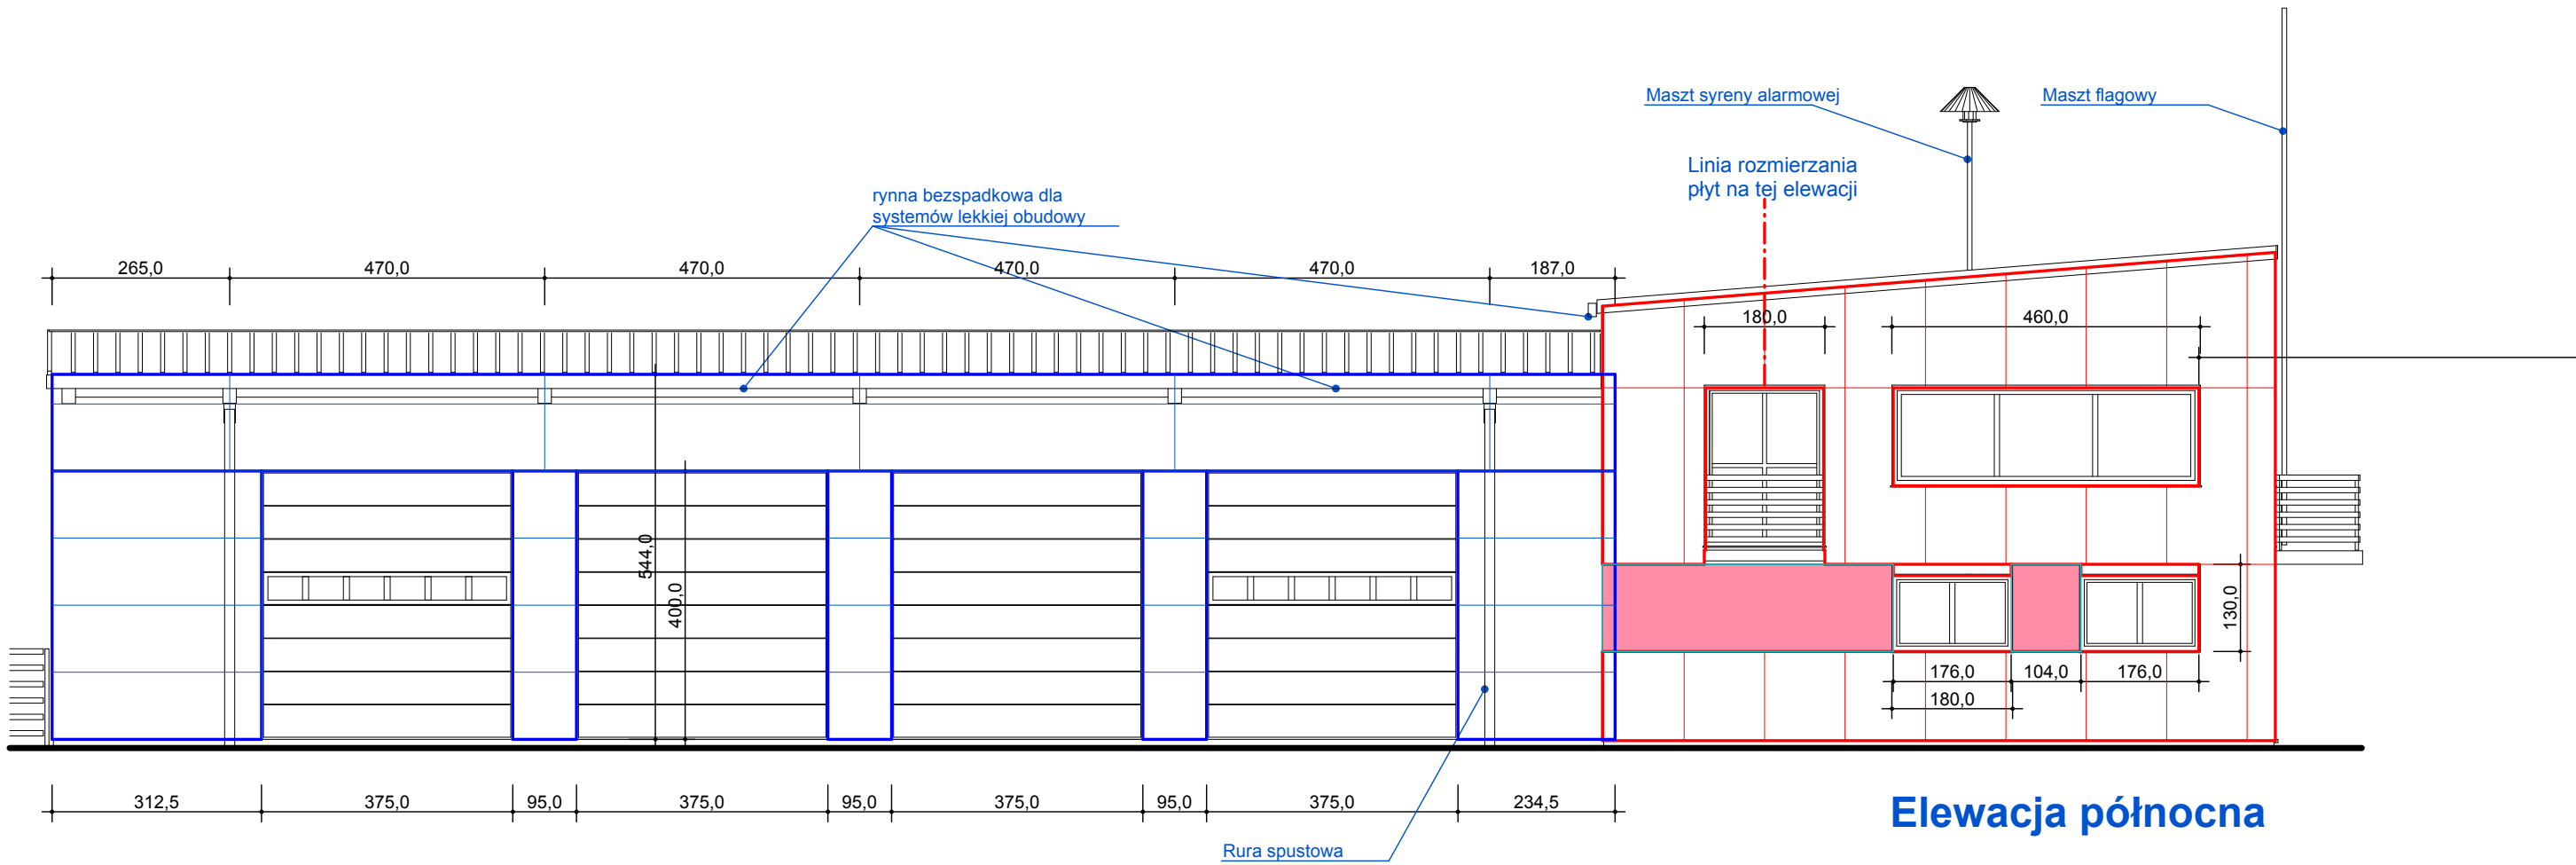 Maszt syreny alarmowej
Maszt flagowy
Linia rozmierzania
płyt na tej elewacji
rynna bezspadkowa dla
systemów lekkiej obudowy
265,0 470,0 470,0 470,0 470,0 187,0
180,0 460,0
544,0
400,0
130,0
176,0 104,0 176,0
180,0
312,5 375,0 95,0 375,0 95,0 375,0 95,0 375,0 234,5
Elewacja północna
Rura spustowa